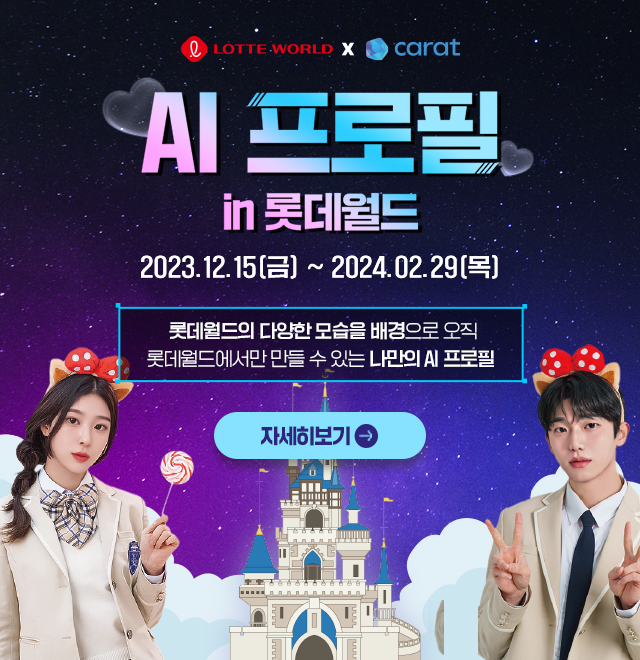 LOTTE WORLD X carat
AI 프로필
in 롯데월드
2023.12.15(금) ~ 2024.02.29(목)
롯데월드의 다양한 모습을 배경으로 오직
롯데월드에서만 만들 수 있는 나만의 AI 프로필
자세히보기